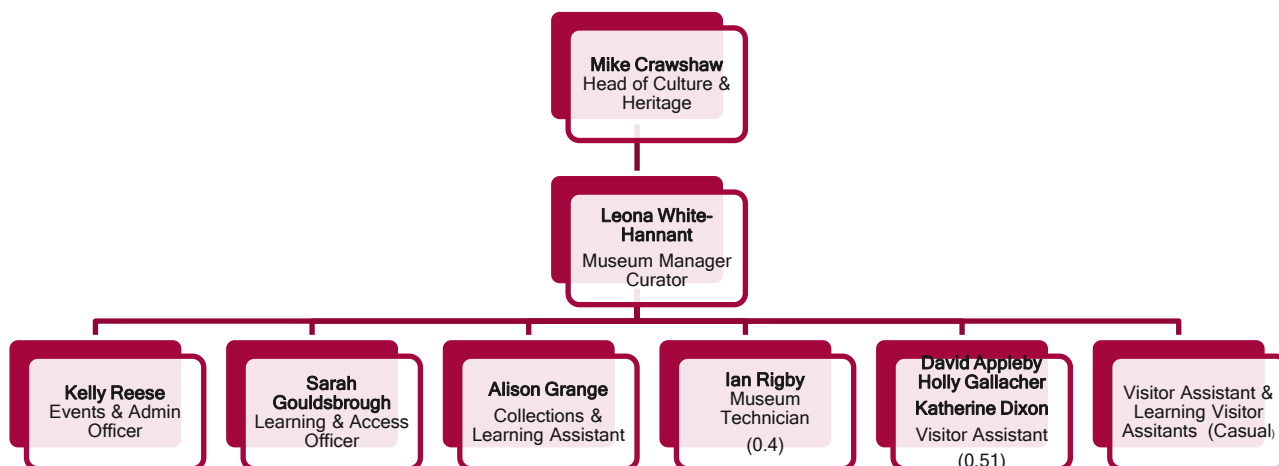 Mike Crawshaw
Head of Culture &
Heritage
Leona White-
Hannant
Museum Manager
Curator
Kelly Reese
Events & Admin
Officer
Sarah
Gouldsbrough
Learning & Access
Officer
Alison Grange
Collections &
Learning Assistant
Ian Rigby
Museum
Technician
(0.4)
David Appleby
Holly Gallacher
Katherine Dixon
Visitor Assistant
(0.51)
Visitor Assistant &
Learning Visitor
Assitants (Casual)